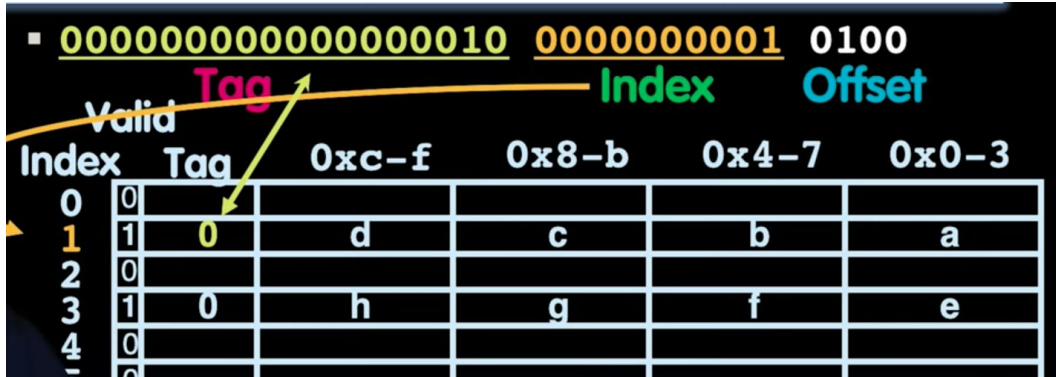 ▪ 000000000000000010 0000000001 0100
Tag Index Offset
Valid
Index Tag 0xc-f 0x8-b 0x4-7 0x0-3
0 0
1 1 0 d c b a
2 0
3 1 0 h g f e
4 0